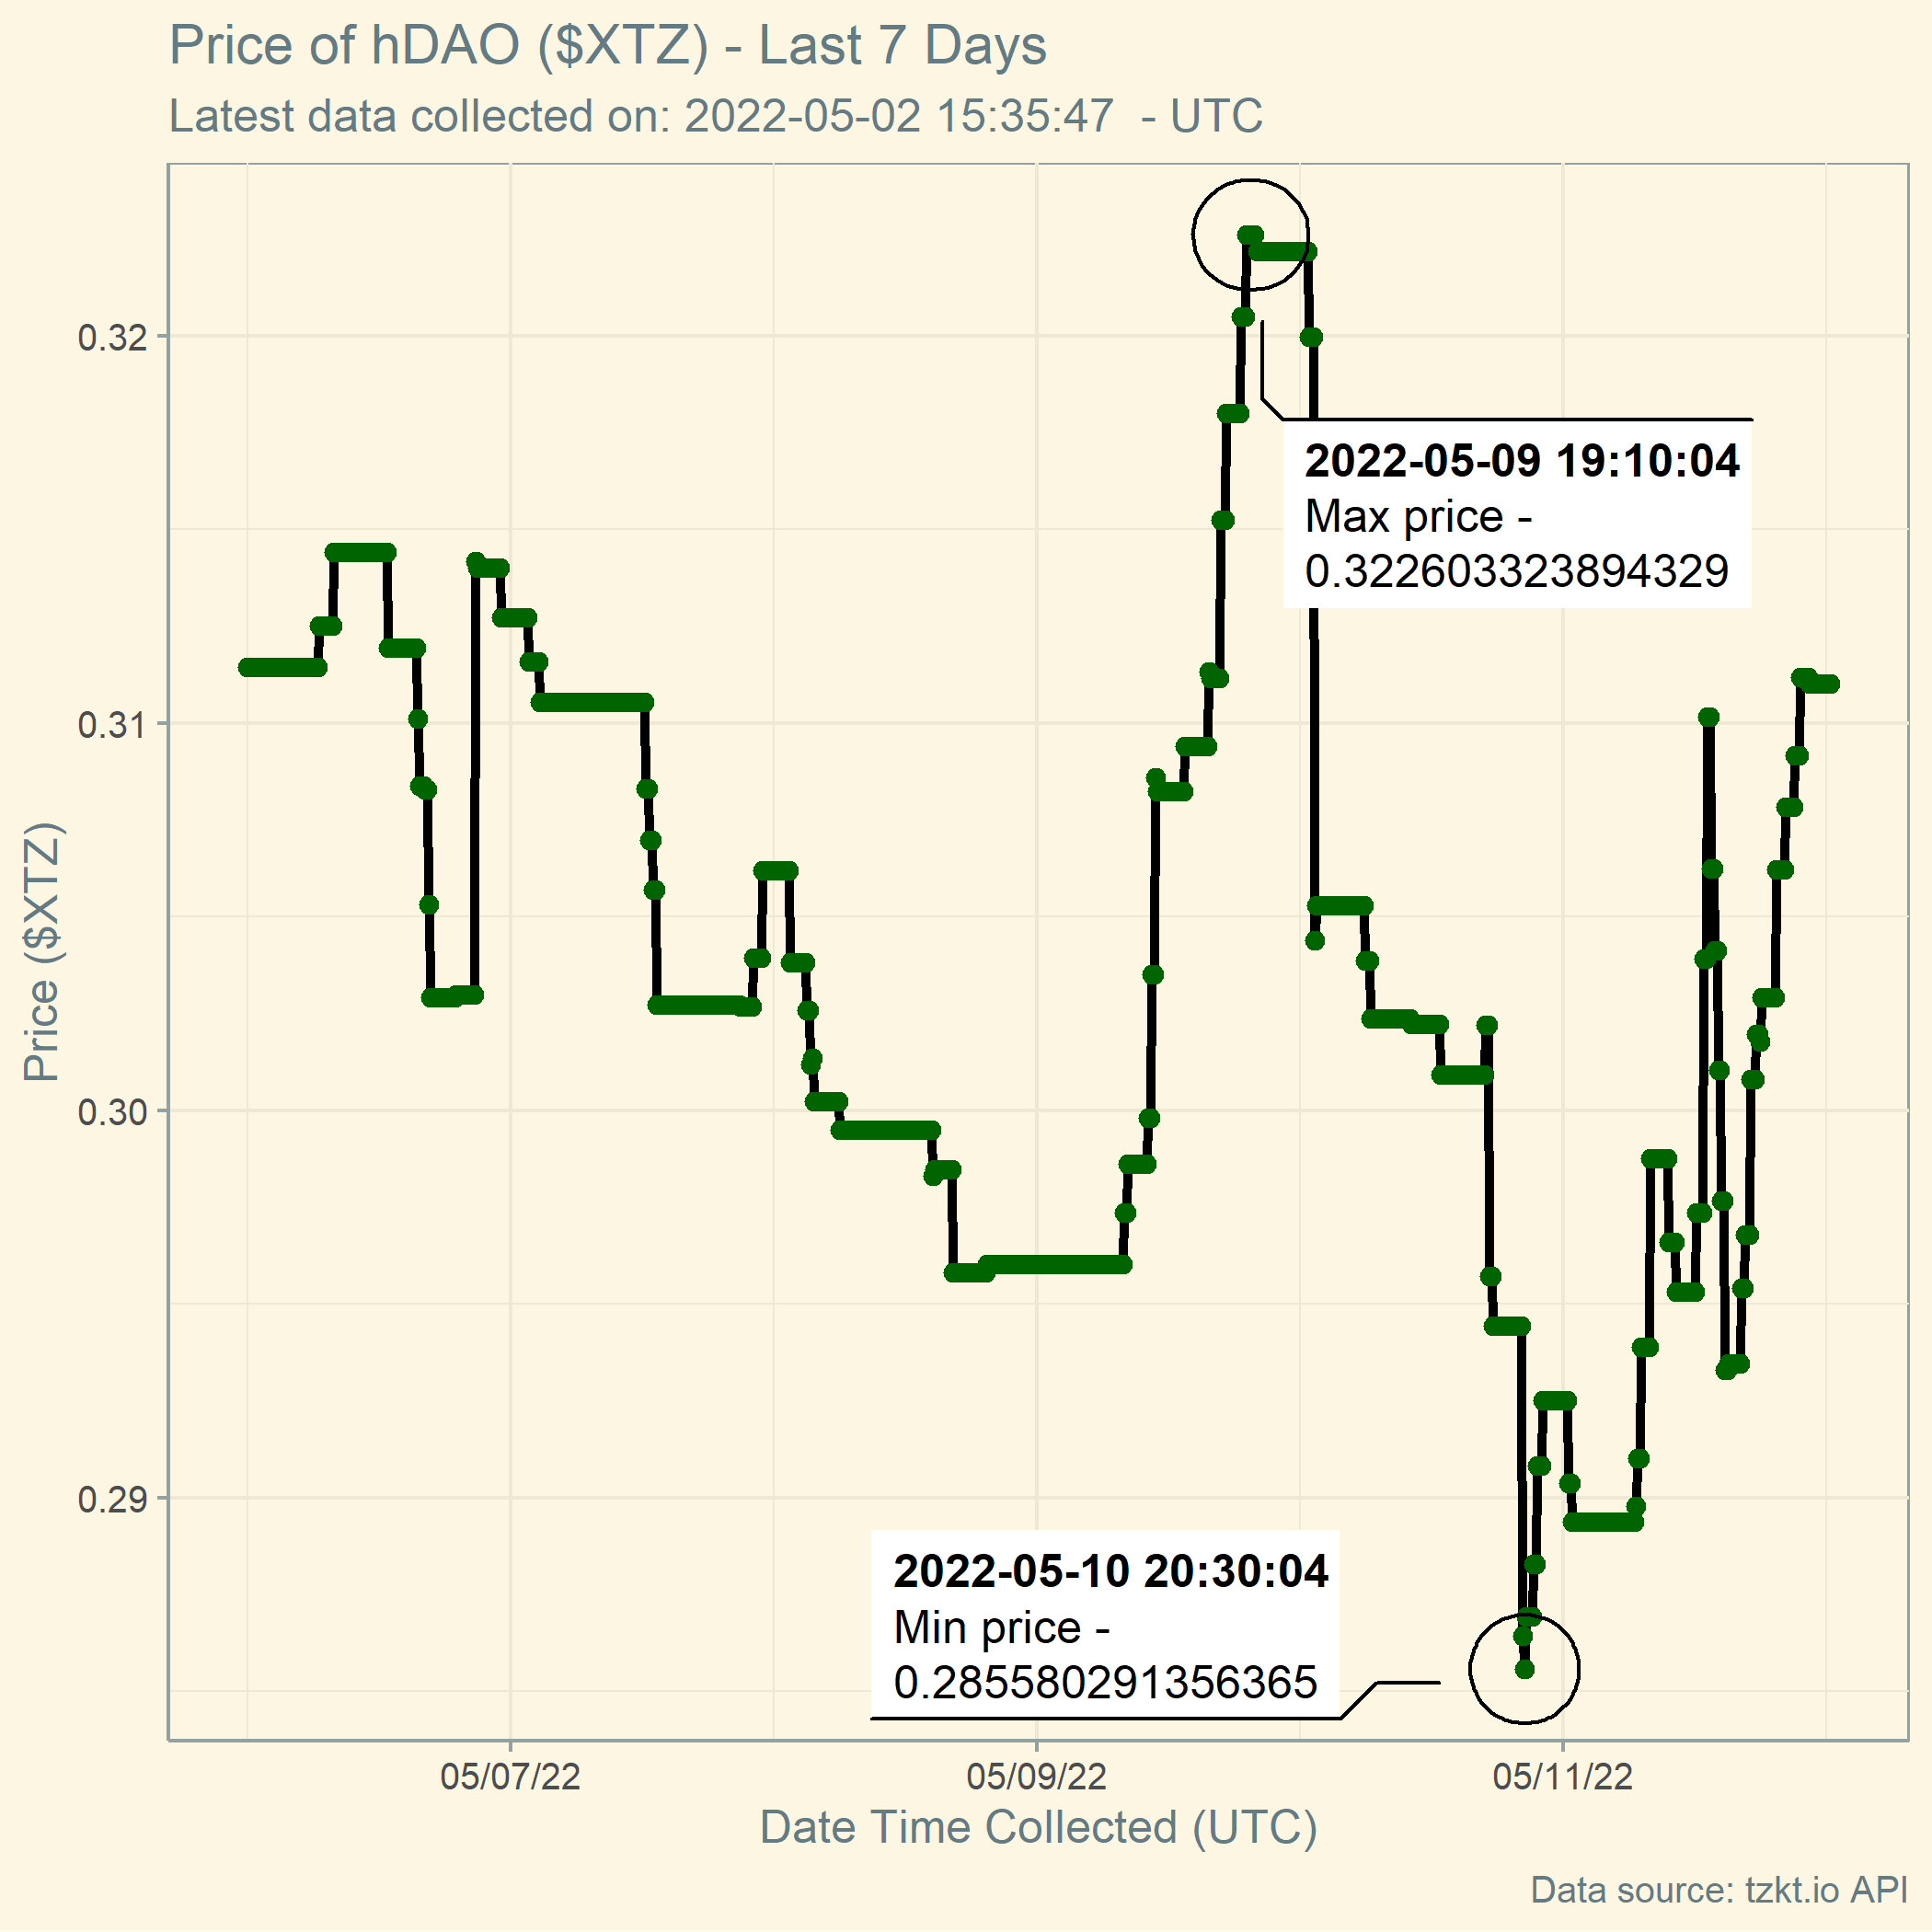 Price of hDAO ($XTZ) - Last 7 Days
Latest data collected on: 2022-05-02 15:35:47  - UTC
Price ($XTZ)
0.32
0.31
0.30
0.29
2022-05-09 19:10:04
Max price -
0.322603323894329
2022-05-10 20:30:04
Min price -
0.285580291356365
05/07/22
05/09/22
05/11/22
Date Time Collected (UTC)
Data source: tzkt.io API